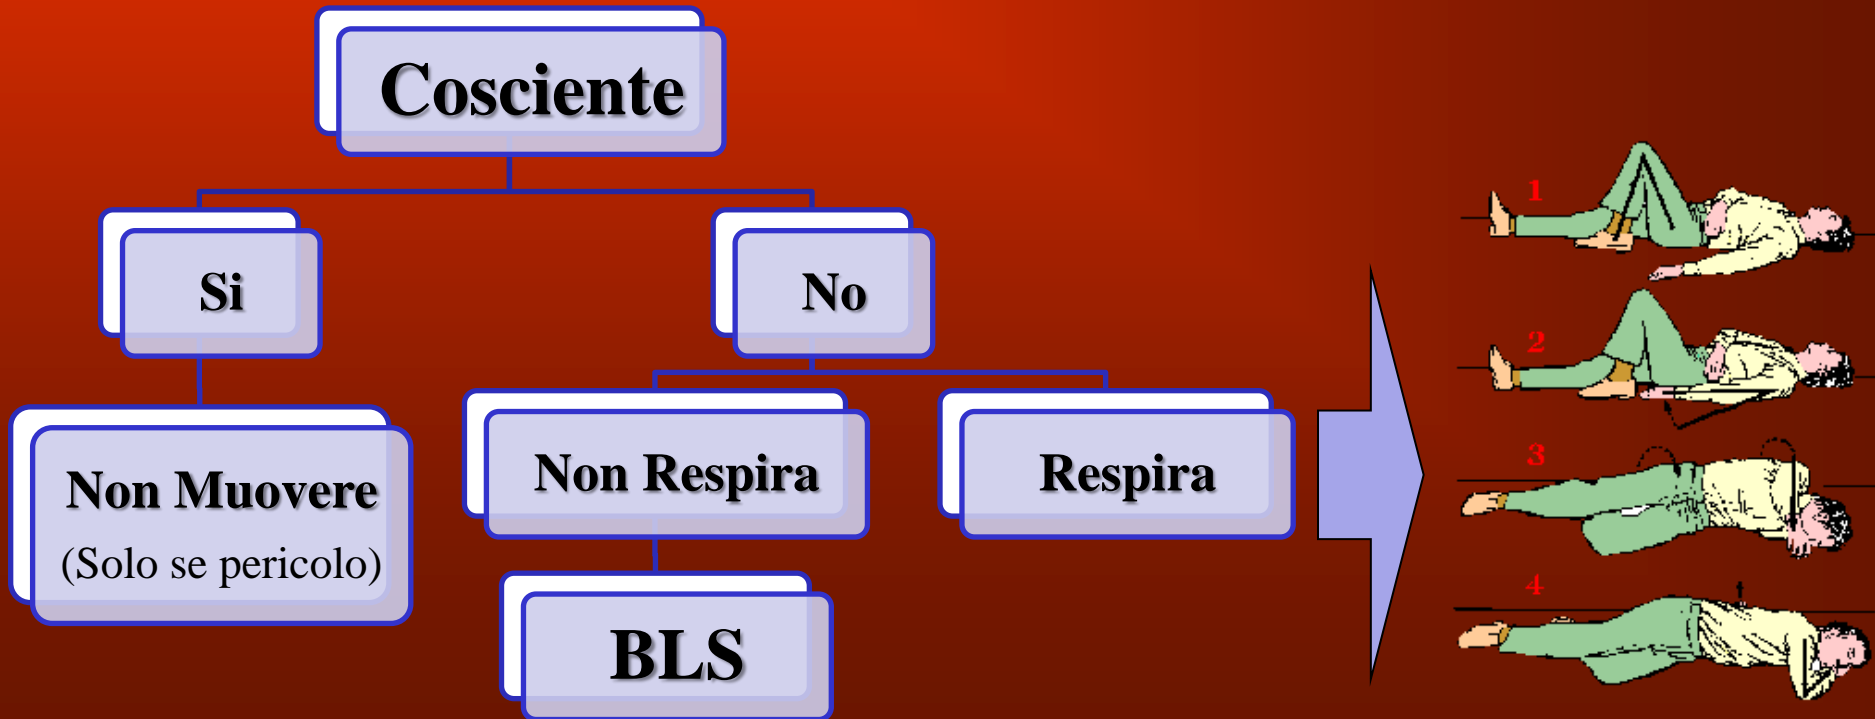 Cosciente
Si
No
Non Muovere
(Solo se pericolo)
Non Respira
Respira
BLS
1
2
3
4